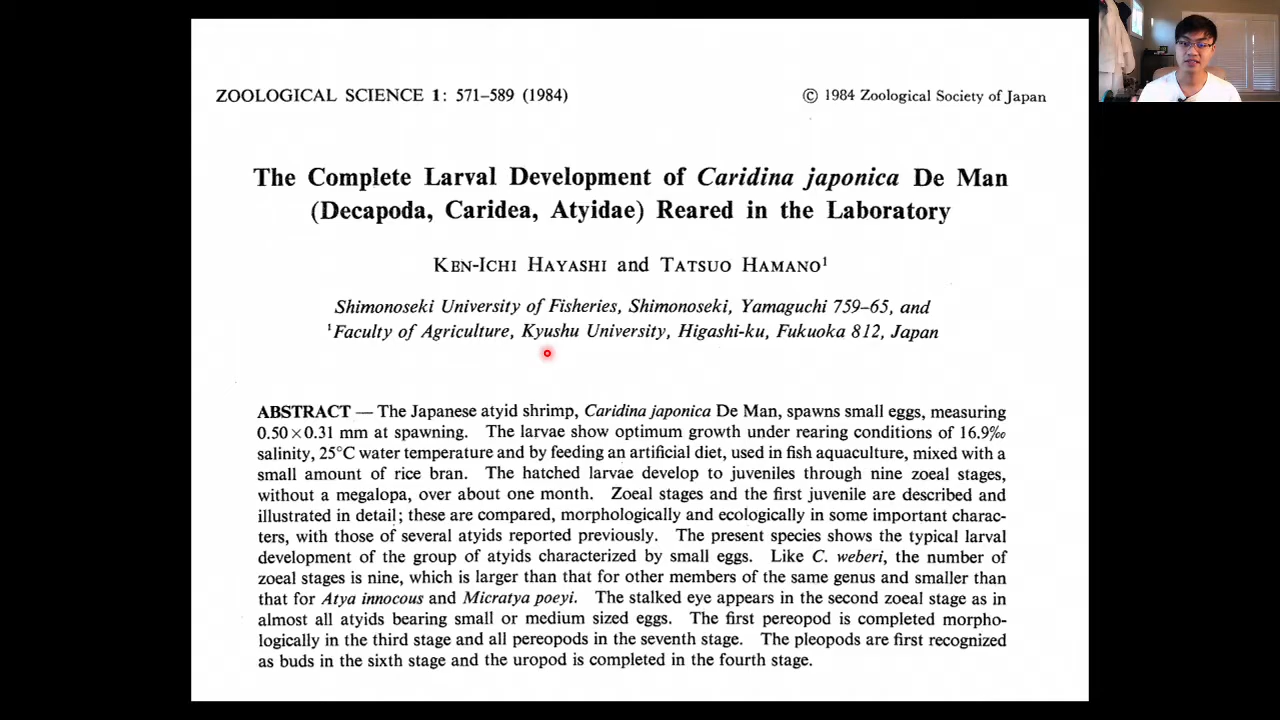 ZOOLOGICAL SCIENCE 1: 571–589 (1984)
© 1984 Zoological Society of Japan
The Complete Larval Development of Caridina japonica De Man
(Decapoda, Caridea, Atyidae) Reared in the Laboratory
KEN-ICHI HAYASHI and TATSUO HAMANO¹
Shimonoseki University of Fisheries, Shimonoseki, Yamaguchi 759–65, and
¹Faculty of Agriculture, Kyushu University, Higashi-ku, Fukuoka 812, Japan
ABSTRACT — The Japanese atyid shrimp, Caridina japonica De Man, spawns small eggs, measuring
0.50×0.31 mm at spawning. The larvae show optimum growth under rearing conditions of 16.9‰
salinity, 25°C water temperature and by feeding an artificial diet, used in fish aquaculture, mixed with a
small amount of rice bran. The hatched larvae develop to juveniles through nine zoeal stages,
without a megalopa, over about one month. Zoeal stages and the first juvenile are described and
illustrated in detail; these are compared, morphologically and ecologically in some important charac-
ters, with those of several atyids reported previously. The present species shows the typical larval
development of the group of atyids characterized by small eggs. Like C. weberi, the number of
zoeal stages is nine, which is larger than that for other members of the same genus and smaller than
that for Atya innocous and Micratya poeyi. The stalked eye appears in the second zoeal stage as in
almost all atyids bearing small or medium sized eggs. The first pereopod is completed morpho-
logically in the third stage and all pereopods in the seventh stage. The pleopods are first recognized
as buds in the sixth stage and the uropod is completed in the fourth stage.